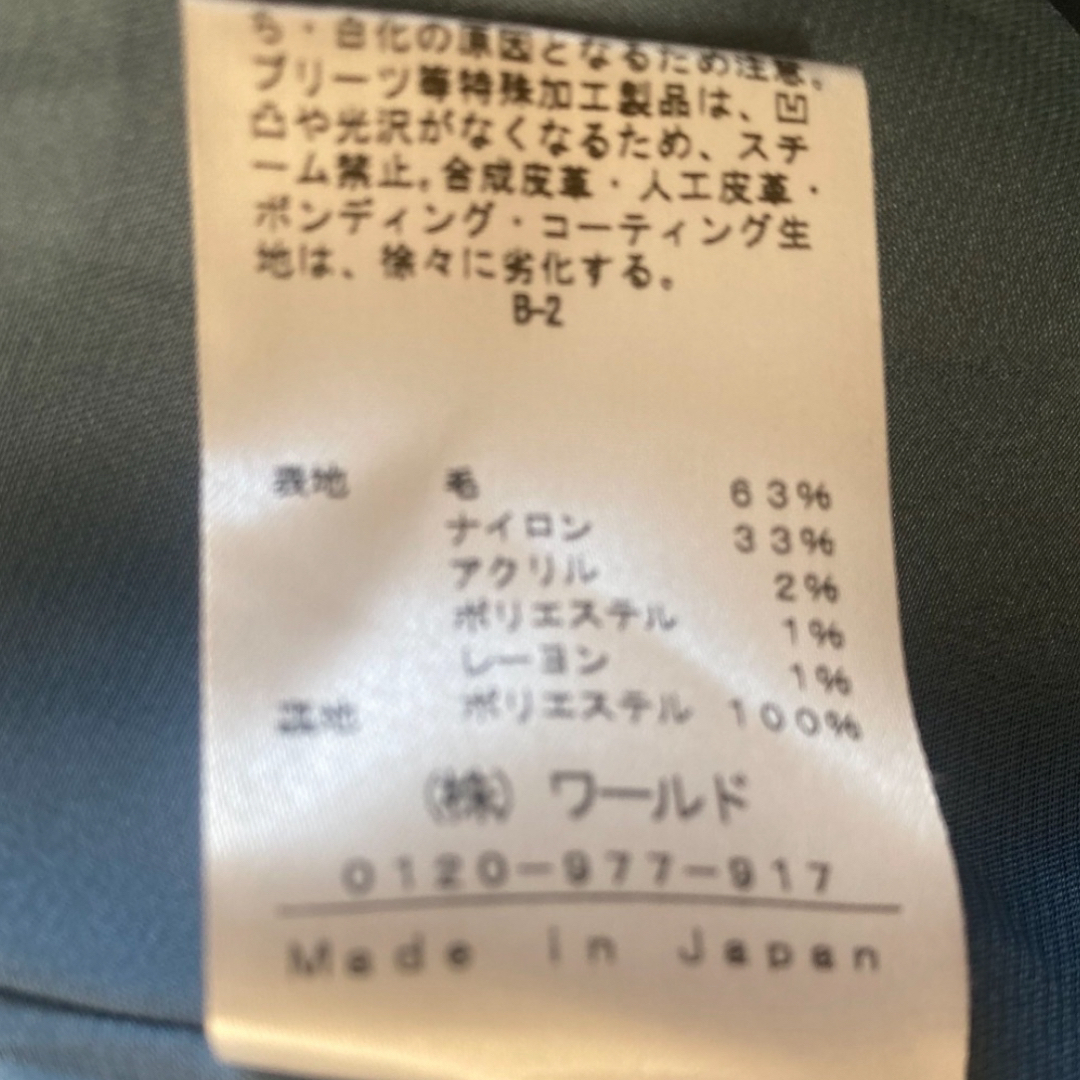 ち・白化の原因となるため注意。
プリーツ等特殊加工製品は、凹
凸や光沢がなくなるため、スチ
ーム禁止。合成皮革・人工皮革・
ボンディング・コーティング生
地は、徐々に劣化する。
B-2
表地 毛 63%
ナイロン 33%
アクリル 2%
ポリエステル 1%
レーヨン 1%
裏地 ポリエステル 100%
(株) ワールド
0120-977-917
Made in Japan